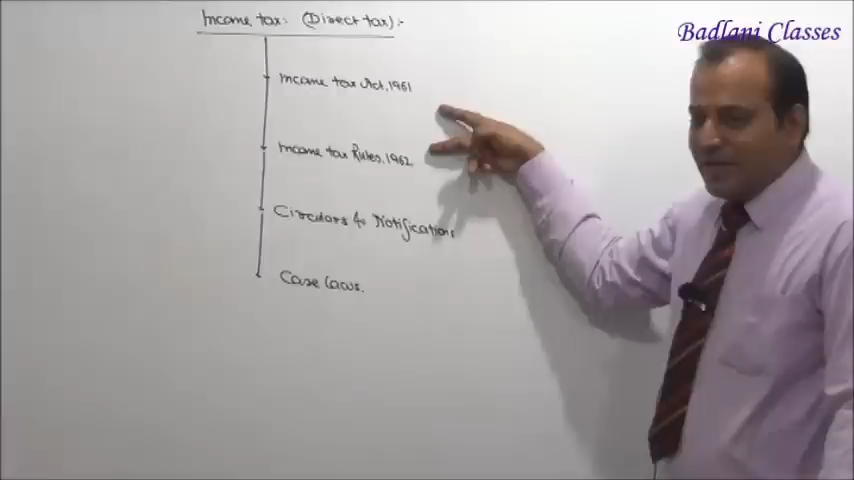 Income tax: (Direct tax):-
Badlani Classes
Income tax Act, 1961
Income tax Rules, 1962
Circulars & Notifications
Case laws.